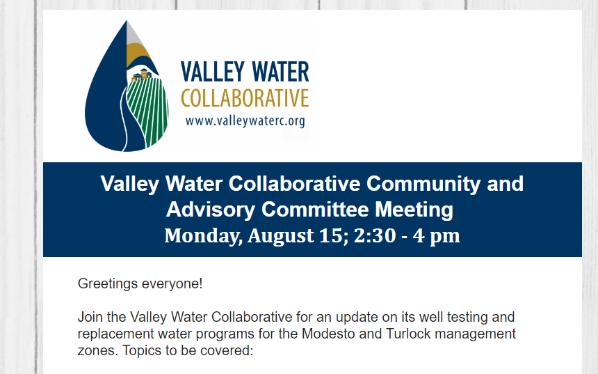 VALLEY WATER
COLLABORATIVE
www.valleywaterc.org
Valley Water Collaborative Community and
Advisory Committee Meeting
Monday, August 15; 2:30 - 4 pm
Greetings everyone!
Join the Valley Water Collaborative for an update on its well testing and
replacement water programs for the Modesto and Turlock management
zones. Topics to be covered: